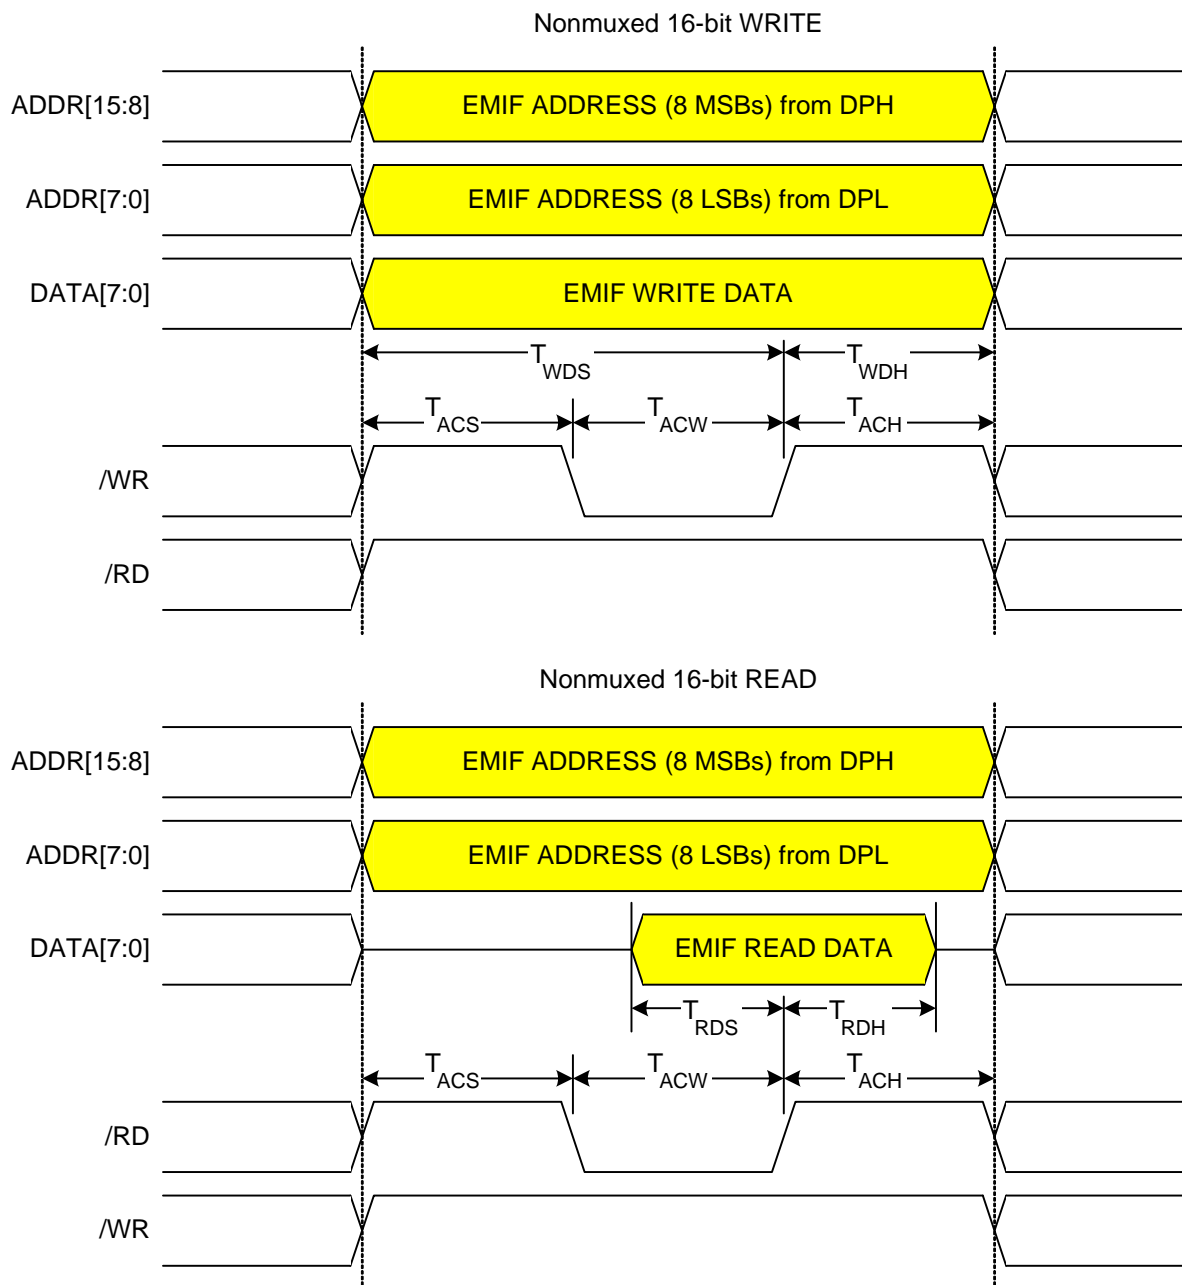 Nonmuxed 16-bit WRITE
ADDR[15:8]
EMIF ADDRESS (8 MSBs) from DPH
ADDR[7:0]
EMIF ADDRESS (8 LSBs) from DPL
DATA[7:0]
EMIF WRITE DATA
TWDS TWDH
TACS TACW TACH
/WR
/RD
Nonmuxed 16-bit READ
ADDR[15:8]
EMIF ADDRESS (8 MSBs) from DPH
ADDR[7:0]
EMIF ADDRESS (8 LSBs) from DPL
DATA[7:0]
EMIF READ DATA
TRDS TRDH
TACS TACW TACH
/RD
/WR